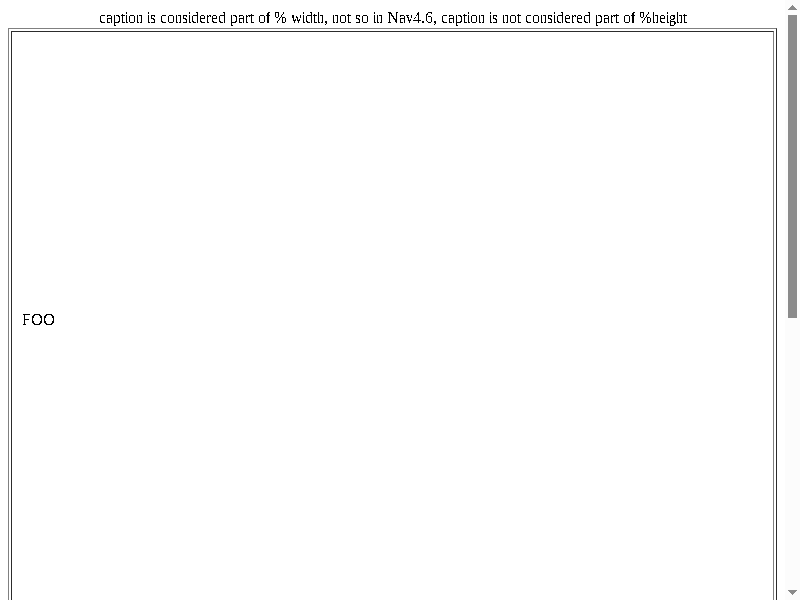 caption is considered part of % width, not so in Nav4.6, caption is not considered part of %height
FOO